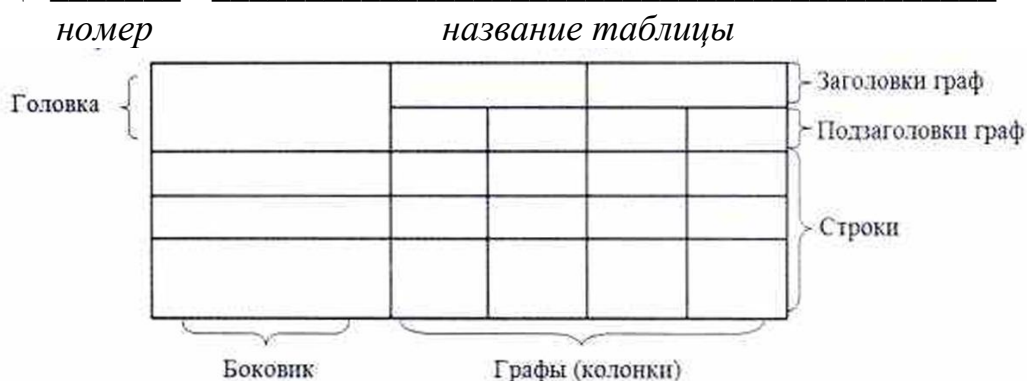 номер название таблицы
Заголовки граф
Головка
Подзаголовки граф
Строки
Боковик Графы (колонки)